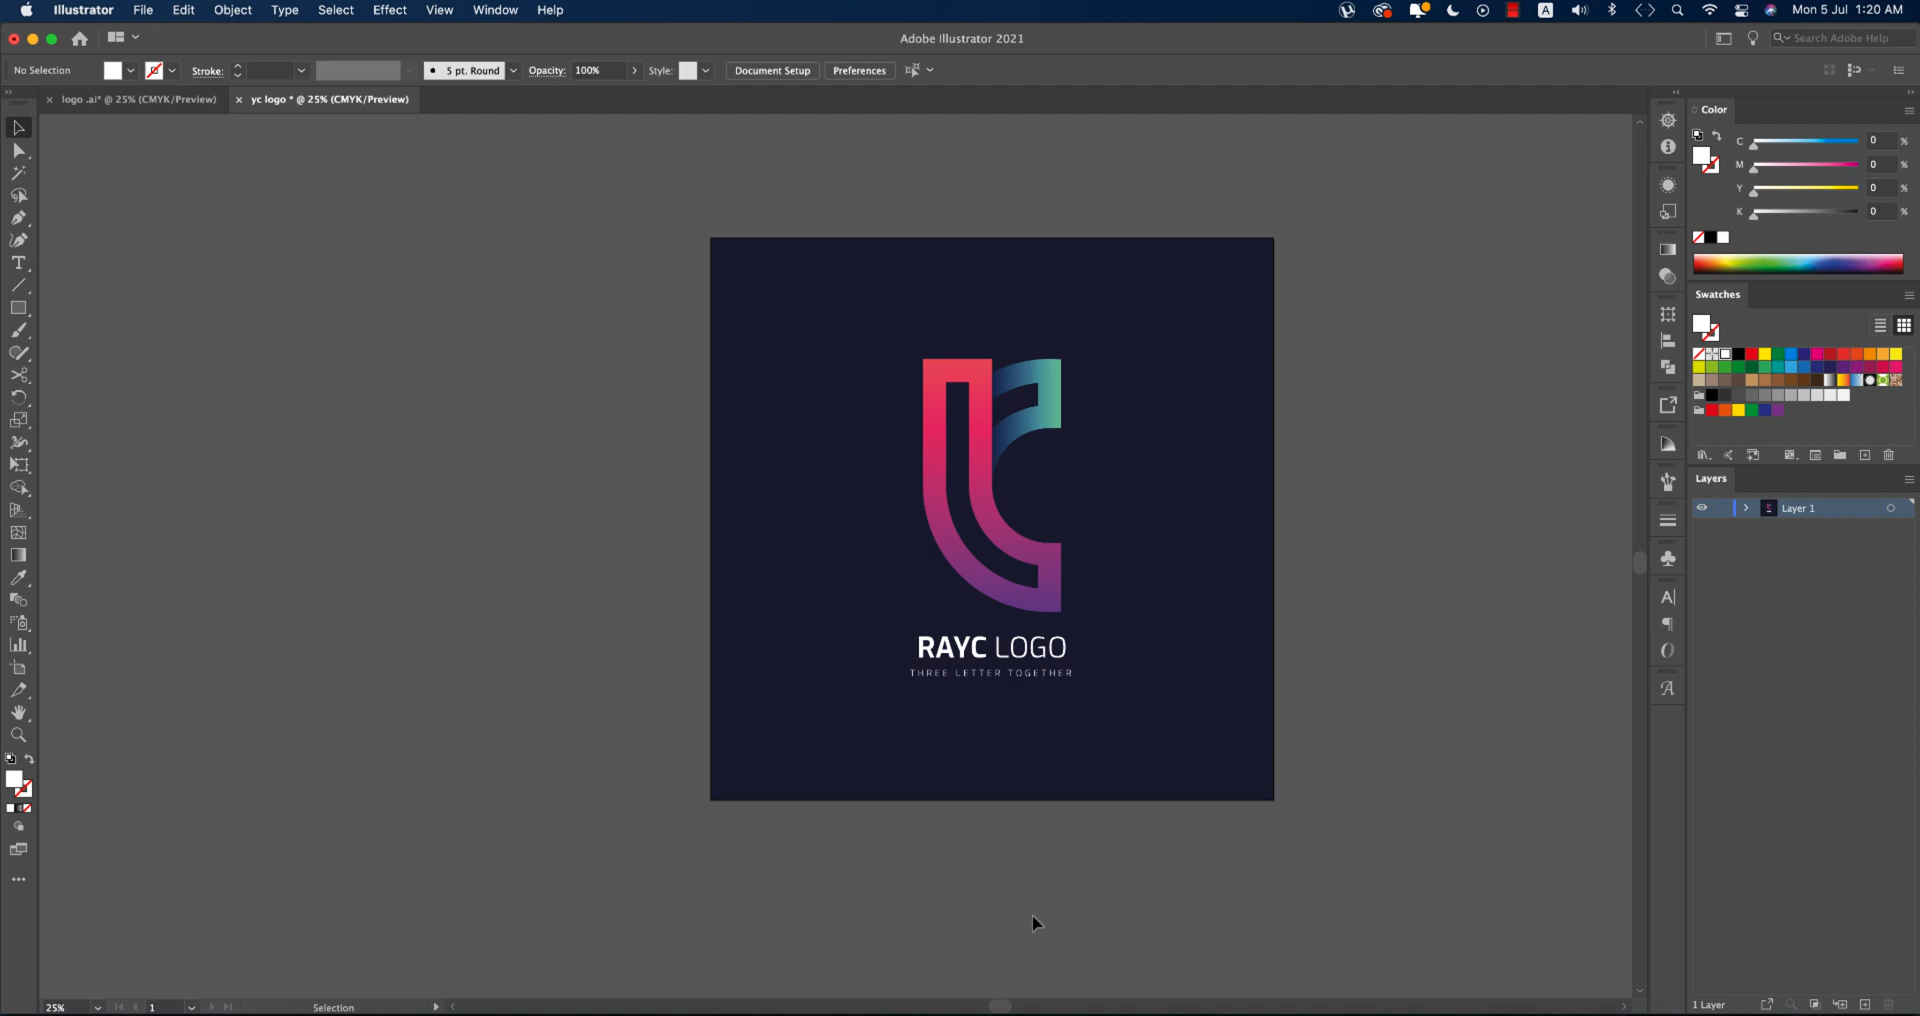 Illustrator File Edit Object Type Select Effect View Window Help
A Mon 5 Jul 1:20 AM
Adobe Illustrator 2021
Search Adobe Help
No Selection Stroke: 5 pt. Round Opacity: 100% Style: Document Setup Preferences
logo .ai* @ 25% (CMYK/Preview) yc logo * @ 25% (CMYK/Preview)
Color
C 0 %
M 0 %
Y 0 %
K 0 %
Swatches
Layers
Layer 1
RAYC LOGO
THREE LETTER TOGETHER
25% 1 Selection
1 Layer